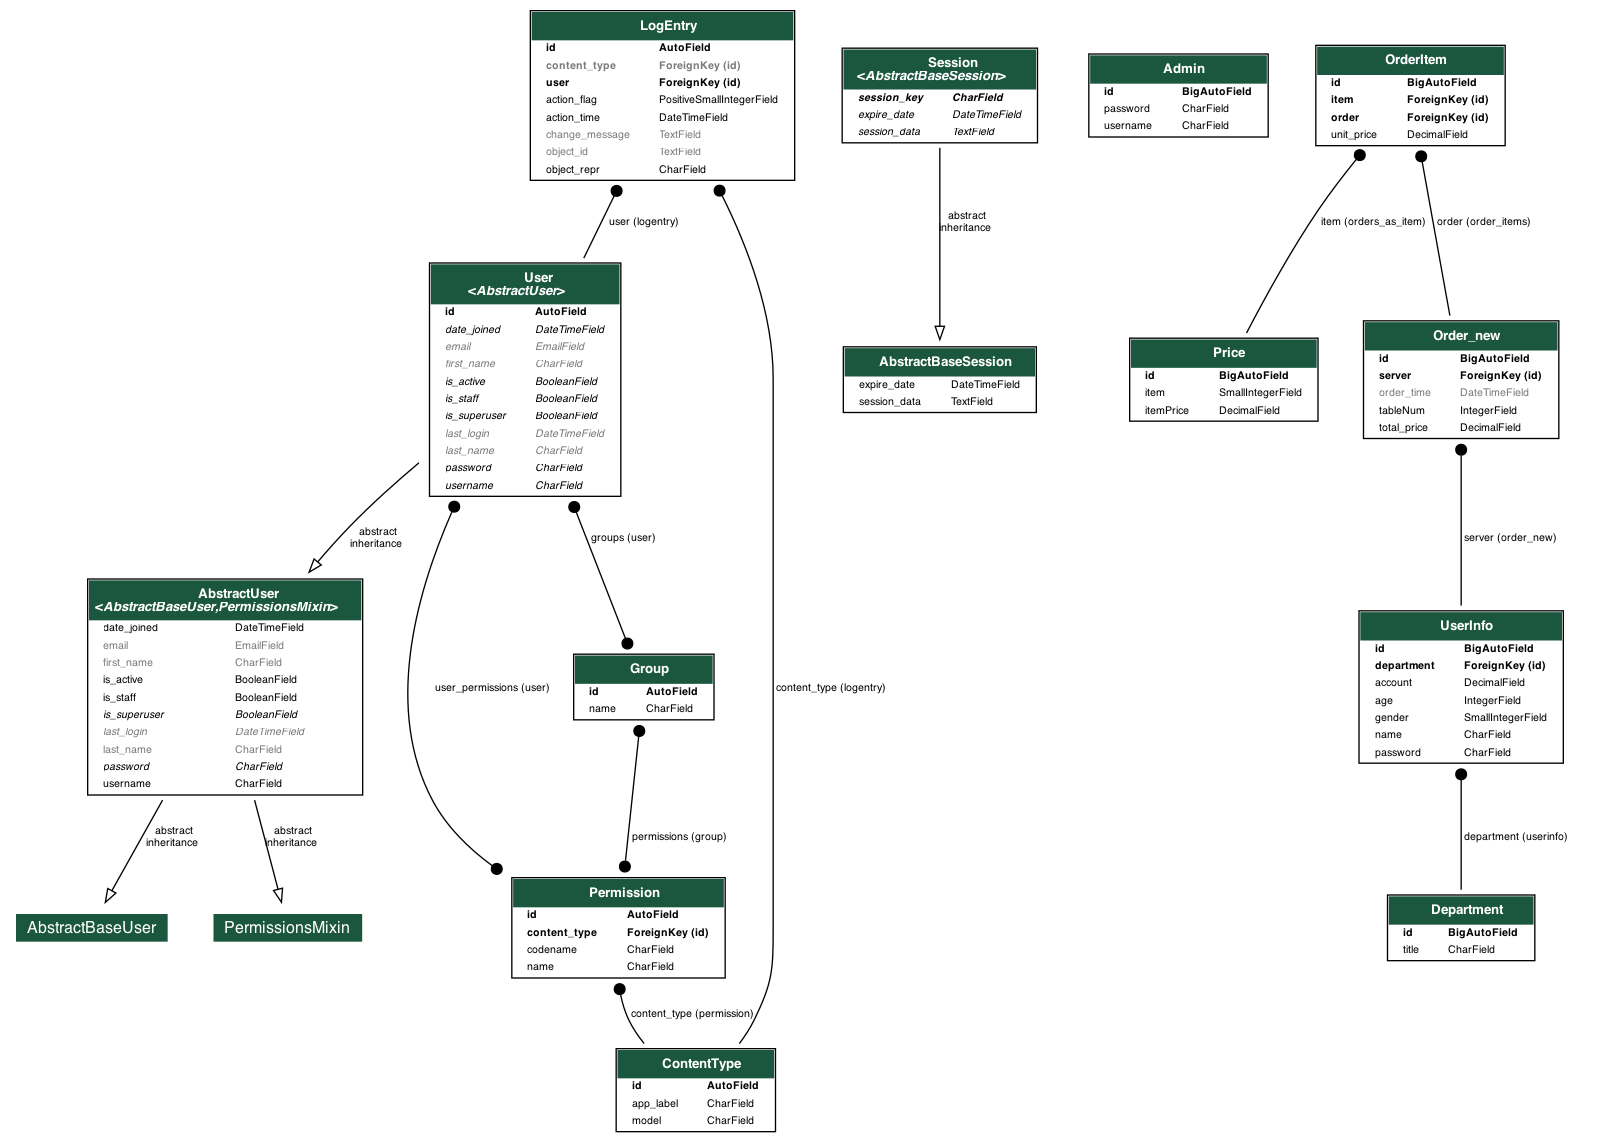 LogEntry
id AutoField
content_type ForeignKey (id)
user ForeignKey (id)
action_flag PositiveSmallIntegerField
action_time DateTimeField
change_message TextField
object_id TextField
object_repr CharField
user (logentry)
User
<AbstractUser>
id AutoField
date_joined DateTimeField
email EmailField
first_name CharField
is_active BooleanField
is_staff BooleanField
is_superuser BooleanField
last_login DateTimeField
last_name CharField
password CharField
username CharField
abstract
inheritance
groups (user)
AbstractUser
<AbstractBaseUser,PermissionsMixin>
date_joined DateTimeField
email EmailField
first_name CharField
is_active BooleanField
is_staff BooleanField
is_superuser BooleanField
last_login DateTimeField
last_name CharField
password CharField
username CharField
abstract
inheritance
abstract
inheritance
AbstractBaseUser
PermissionsMixin
user_permissions (user)
Group
id AutoField
name CharField
permissions (group)
content_type (logentry)
Permission
id AutoField
content_type ForeignKey (id)
codename CharField
name CharField
content_type (permission)
ContentType
id AutoField
app_label CharField
model CharField
Session
<AbstractBaseSession>
session_key CharField
expire_date DateTimeField
session_data TextField
abstract
inheritance
AbstractBaseSession
expire_date DateTimeField
session_data TextField
Admin
id BigAutoField
password CharField
username CharField
OrderItem
id BigAutoField
item ForeignKey (id)
order ForeignKey (id)
unit_price DecimalField
item (orders_as_item)
order (order_items)
Price
id BigAutoField
item SmallIntegerField
itemPrice DecimalField
Order_new
id BigAutoField
server ForeignKey (id)
order_time DateTimeField
tableNum IntegerField
total_price DecimalField
server (order_new)
UserInfo
id BigAutoField
department ForeignKey (id)
account DecimalField
age IntegerField
gender SmallIntegerField
name CharField
password CharField
department (userinfo)
Department
id BigAutoField
title CharField